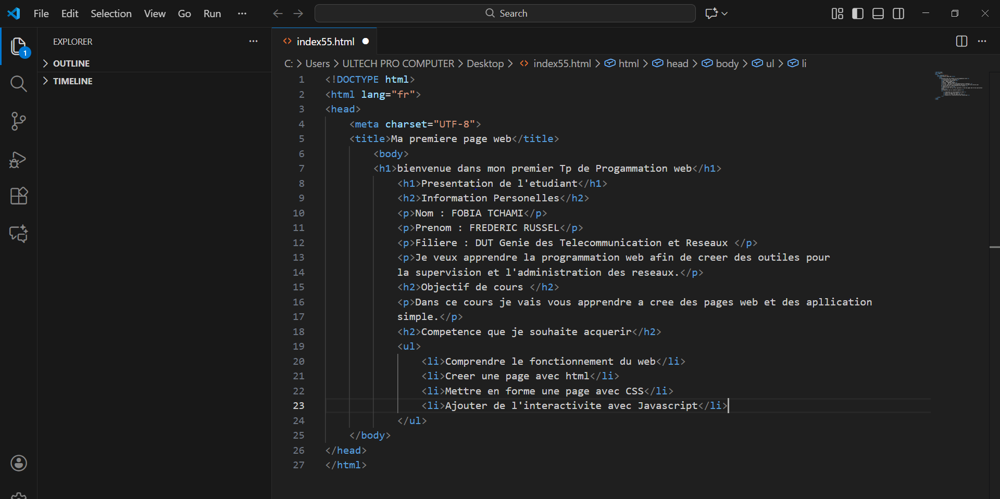 File Edit Selection View Go Run ··· Search
EXPLORER ···
OUTLINE
TIMELINE
1
index55.html
C: > Users > ULTECH PRO COMPUTER > Desktop > index55.html > html > head > body > ul > li
1 <!DOCTYPE html>
2 <html lang="fr">
3 <head>
4 <meta charset="UTF-8">
5 <title>Ma premiere page web</title>
6 <body>
7 <h1>bienvenue dans mon premier Tp de Progammation web</h1>
8 <h1>Presentation de l'etudiant</h1>
9 <h2>Information Personelles</h2>
10 <p>Nom : FOBIA TCHAMI</p>
11 <p>Prenom : FREDERIC RUSSEL</p>
12 <p>Filiere : DUT Genie des Telecommunication et Reseaux </p>
13 <p>Je veux apprendre la programmation web afin de creer des outiles pour
14 la supervision et l'administration des reseaux.</p>
15 <h2>Objectif de cours </h2>
16 <p>Dans ce cours je vais vous apprendre a cree des pages web et des apllication
17 simple.</p>
18 <h2>Competence que je souhaite acquerir</h2>
19 <ul>
20 <li>Comprendre le fonctionnement du web</li>
21 <li>Creer une page avec html</li>
22 <li>Mettre en forme une page avec CSS</li>
23 <li>Ajouter de l'interactivite avec Javascript</li>
24 </ul>
25 </body>
26 </head>
27 </html>